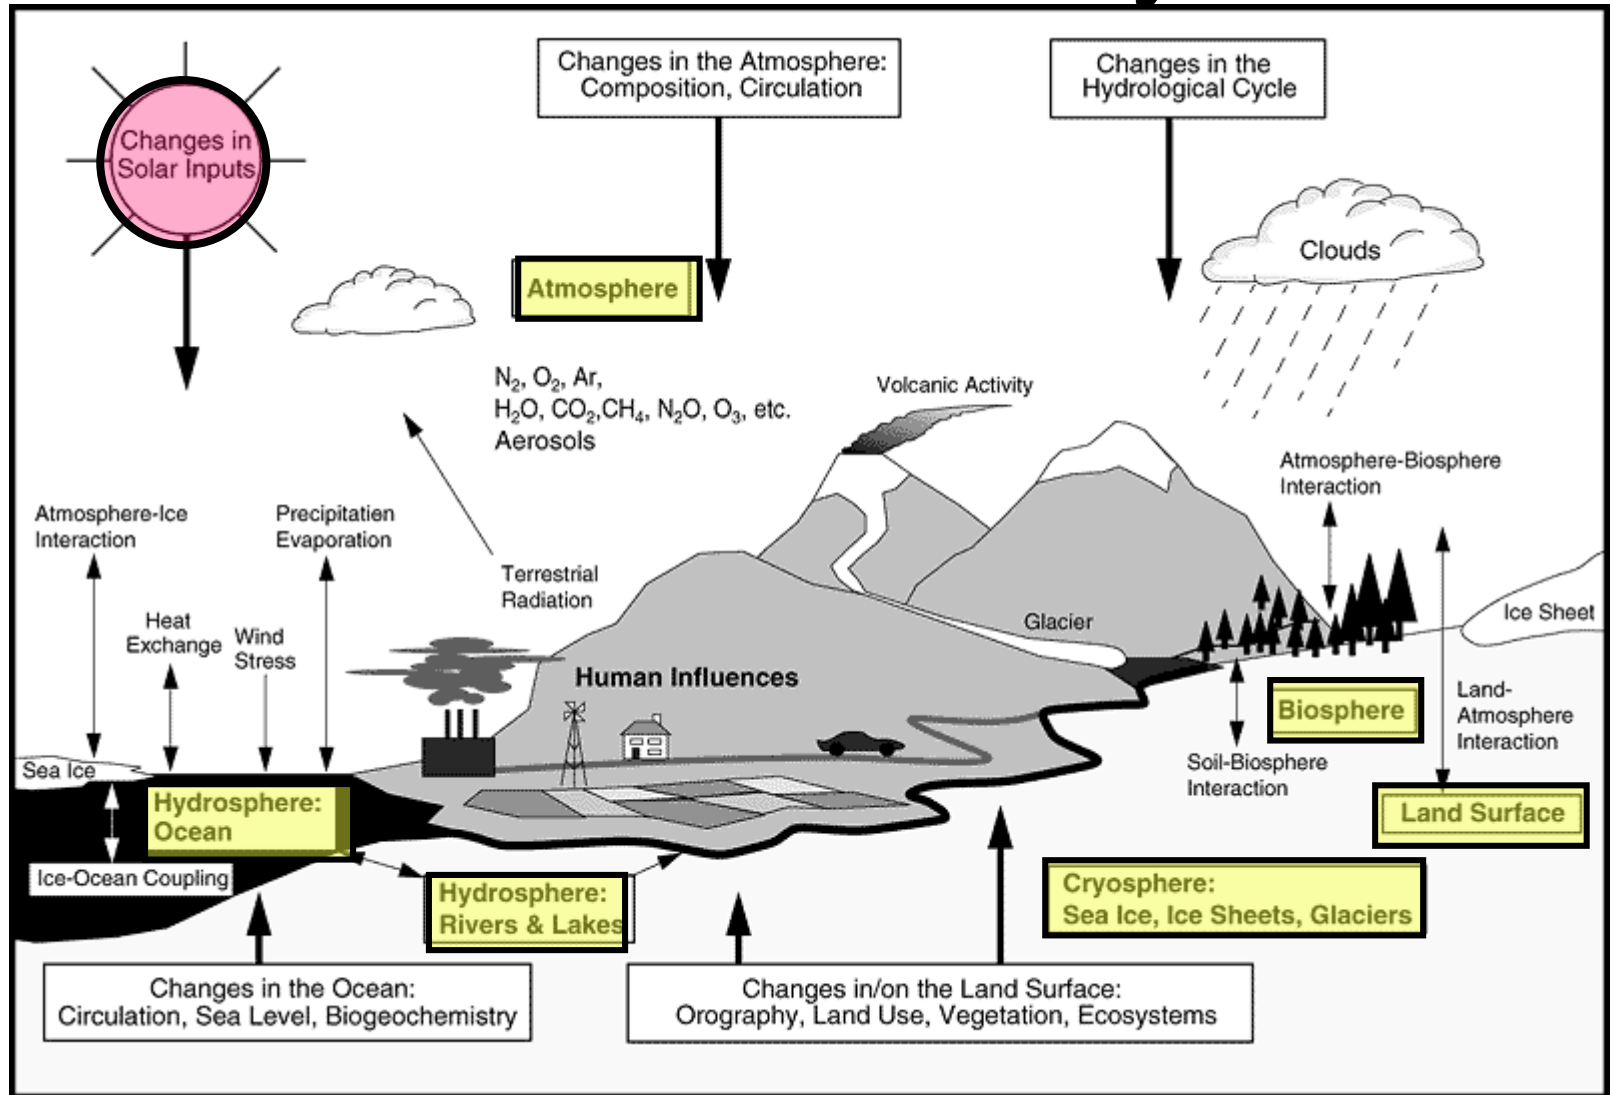 Changes in the Atmosphere:
Composition, Circulation
Changes in the
Hydrological Cycle
Changes in
Solar Inputs
Clouds
Atmosphere
N₂, O₂, Ar,
H₂O, CO₂,CH₄, N₂O, O₃, etc.
Aerosols
Volcanic Activity
Atmosphere-Biosphere
Interaction
Atmosphere-Ice
Interaction
Precipitation
Evaporation
Terrestrial
Radiation
Heat
Exchange
Wind
Stress
Glacier
Ice Sheet
Human Influences
Biosphere
Land-
Atmosphere
Interaction
Soil-Biosphere
Interaction
Sea Ice
Hydrosphere:
Ocean
Land Surface
Ice-Ocean Coupling
Hydrosphere:
Rivers & Lakes
Cryosphere:
Sea Ice, Ice Sheets, Glaciers
Changes in the Ocean:
Circulation, Sea Level, Biogeochemistry
Changes in/on the Land Surface:
Orography, Land Use, Vegetation, Ecosystems